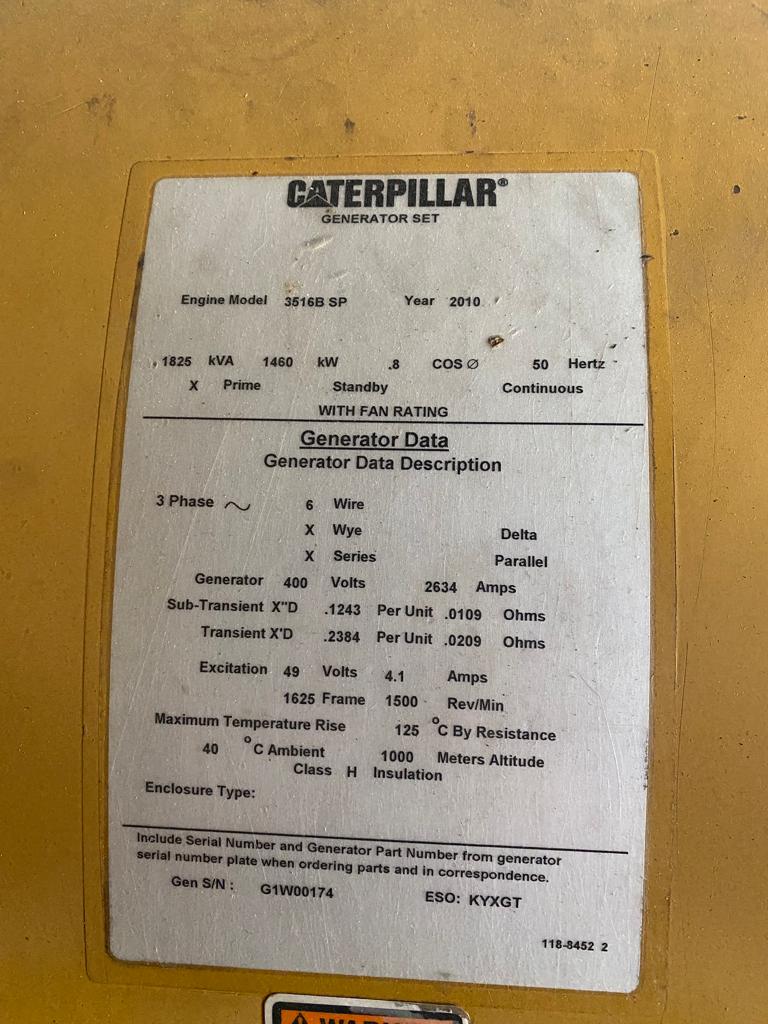 CATERPILLAR®
GENERATOR SET
Engine Model 3516B SP Year 2010
1825 kVA 1460 kW .8 COS Ø 50 Hertz
X Prime Standby Continuous
WITH FAN RATING
Generator Data
Generator Data Description
3 Phase ~ 6 Wire
X Wye Delta
X Series Parallel
Generator 400 Volts 2634 Amps
Sub-Transient X"D .1243 Per Unit .0109 Ohms
Transient X'D .2384 Per Unit .0209 Ohms
Excitation 49 Volts 4.1 Amps
1625 Frame 1500 Rev/Min
Maximum Temperature Rise 125 °C By Resistance
40 °C Ambient 1000 Meters Altitude
Class H Insulation
Enclosure Type:
Include Serial Number and Generator Part Number from generator
serial number plate when ordering parts and in correspondence.
Gen S/N : G1W00174 ESO: KYXGT
118-8452 2